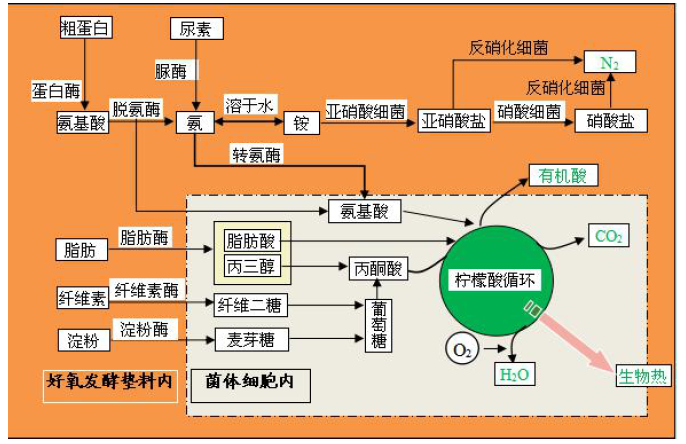 粗蛋白
尿素
反硝化细菌
N₂
脲酶
反硝化细菌
蛋白酶
脱氨酶
溶于水
亚硝酸细菌
硝酸细菌
氨基酸
氨
铵
亚硝酸盐
硝酸盐
转氨酶
有机酸
氨基酸
脂肪酶
脂肪酸
CO₂
脂肪
丙三醇
丙酮酸
柠檬酸循环
纤维素
纤维素酶
纤维二糖
葡萄糖
淀粉
淀粉酶
麦芽糖
O₂
H₂O
生物热
好氧发酵垫料内
菌体细胞内